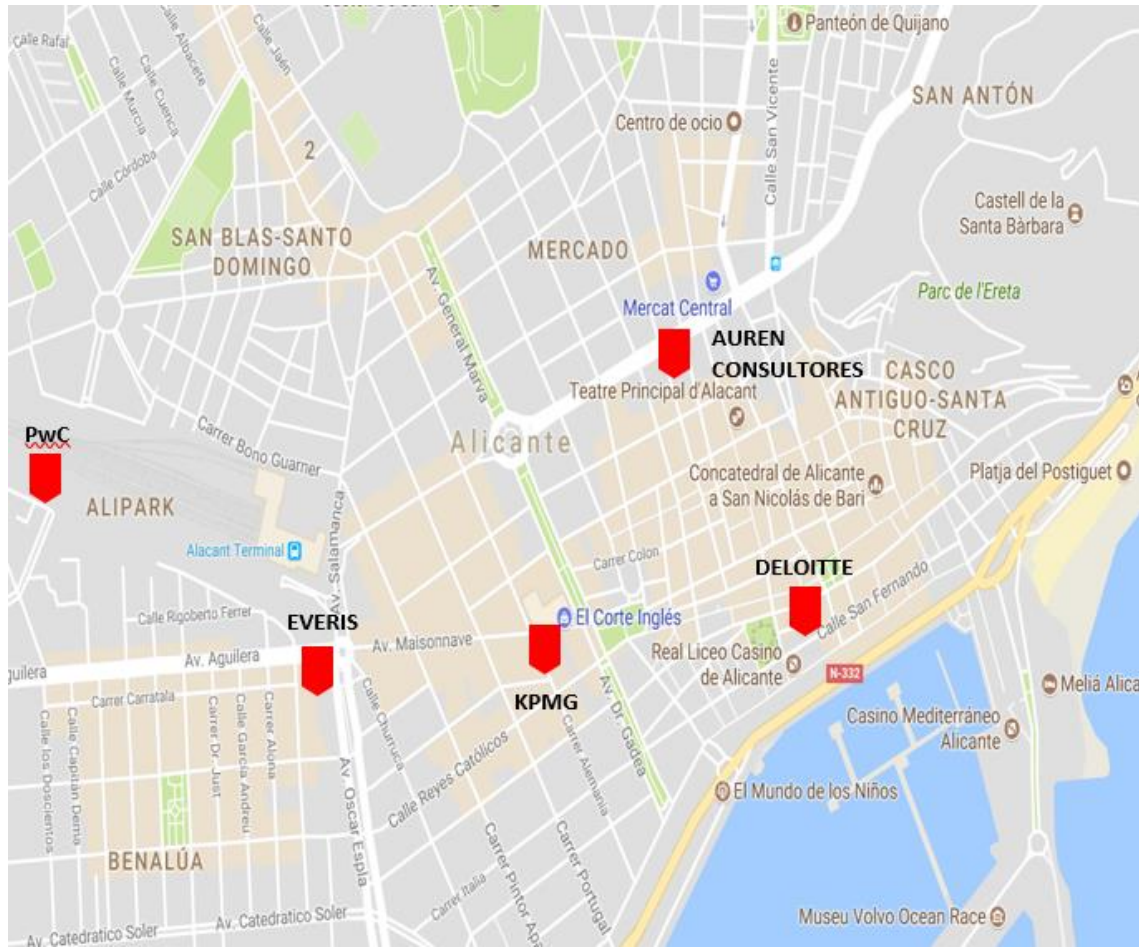 Panteón de Quijano
Calle Rafal
Calle Albacete
Calle Jaén
Calle Murcia
Calle Cuenca
Calle Córdoba
2
SAN ANTÓN
Centro de ocio
Calle San Vicente
Castell de la
Santa Bàrbara
SAN BLAS-SANTO
DOMINGO
MERCADO
Av. General Marva
Parc de l'Ereta
Mercat Central
AUREN
CONSULTORES
Teatre Principal d'Alacant
CASCO
ANTIGUO-SANTA
CRUZ
PwC
Carrer Bono Guarner
Alicante
Concatedral de Alicante
a San Nicolás de Bari
Platja del Postiguet
ALIPARK
Alacant Terminal
Av. Salamanca
Carrer Colon
DELOITTE
Calle San Fernando
Calle Rigoberto Ferrer
EVERIS
El Corte Inglés
Av. Maisonnave
Av. Aguilera
guilera
Real Liceo Casino
de Alicante
N-332
Carrer Carratala
KPMG
Av. Dr. Gadea
Meliá Alica
Calle los Doscientos
Calle Capitán Dema
Carrer Dr. Just
Calle García Andreu
Carrer Alona
Calle Churruca
Carrer Alemania
Casino Mediterráneo
Alicante
Calle Reyes Católicos
Av. Oscar Espla
El Mundo de los Niños
BENALÚA
Carrer Italia
Carrer Pintor Apa
Carrer Portugal
Av. Catedratico Soler
Av. Catedratico Soler
Museu Volvo Ocean Race